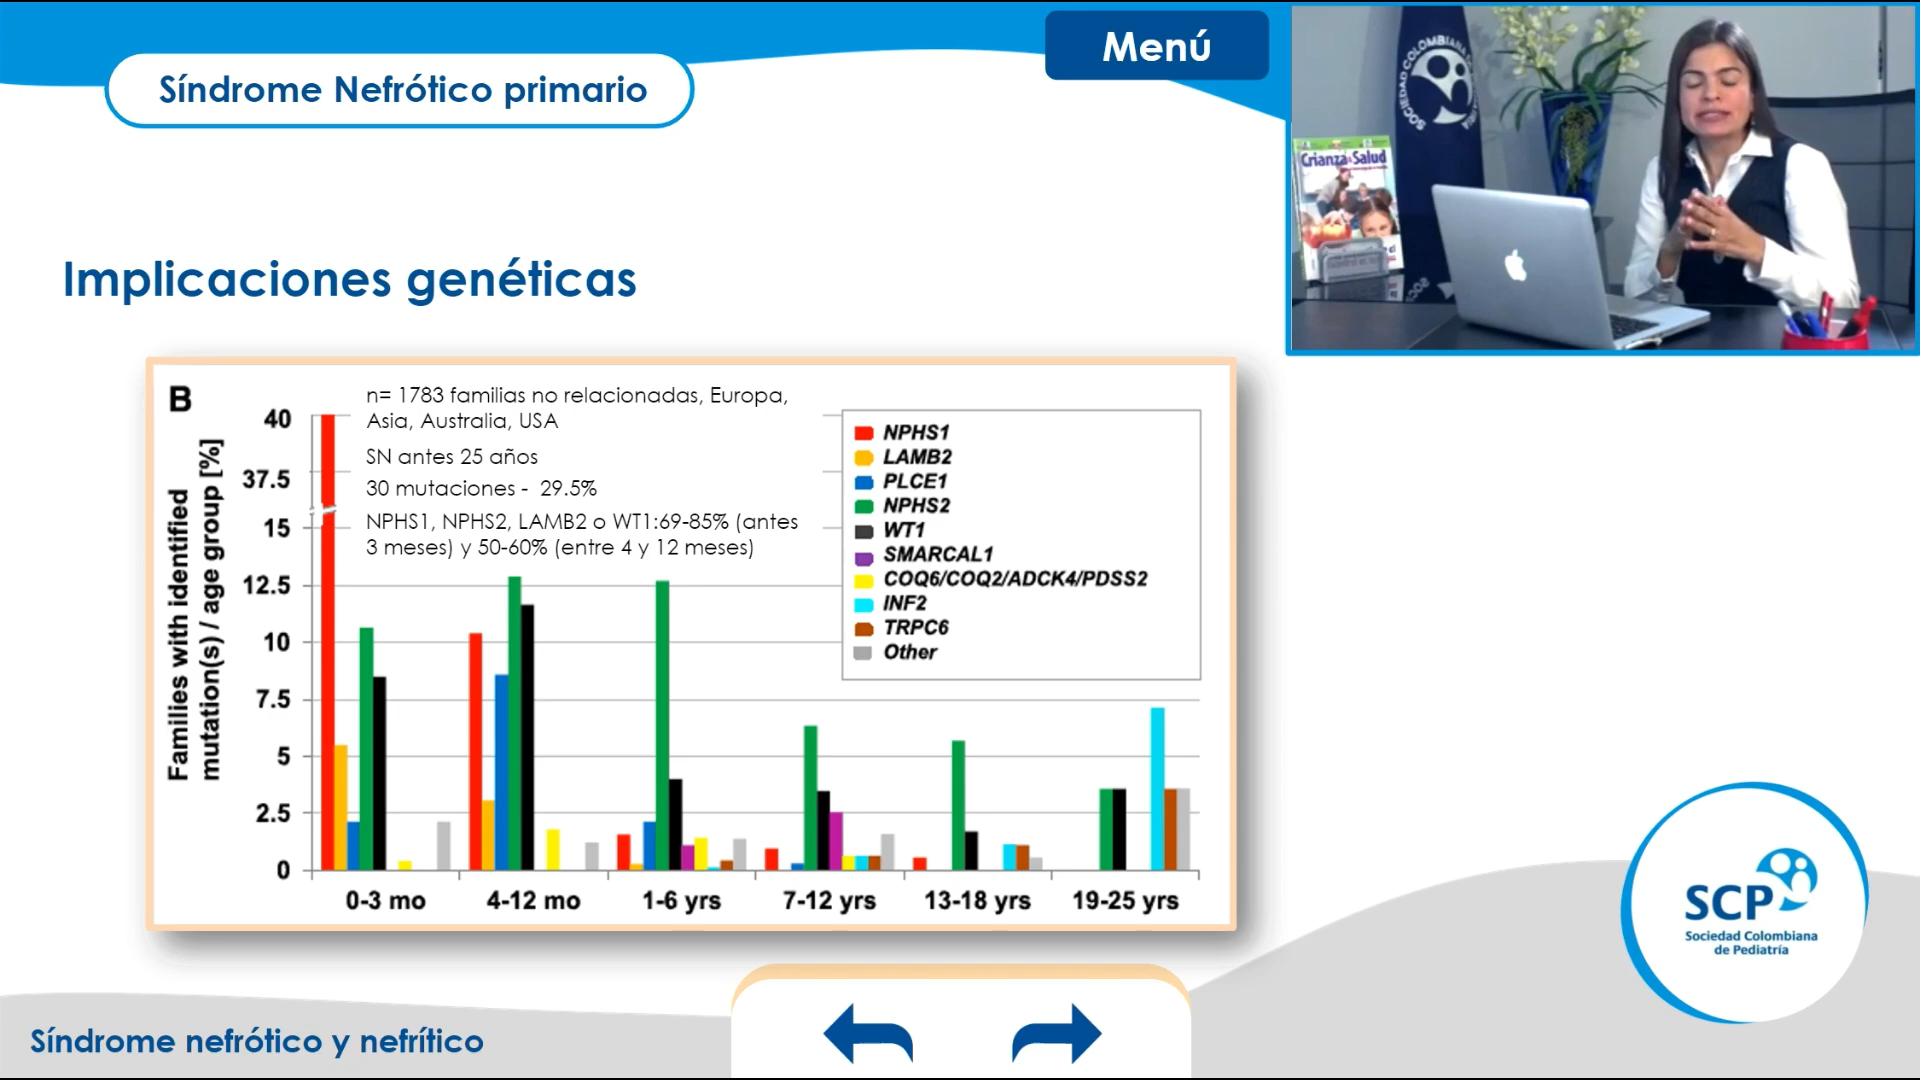 Síndrome Nefrótico primario
Menú
SOCIEDAD COLOMBIANA
Crianza & Salud
Implicaciones genéticas
B
n= 1783 familias no relacionadas, Europa,
Asia, Australia, USA
SN antes 25 años
30 mutaciones - 29.5%
NPHS1, NPHS2, LAMB2 o WT1:69-85% (antes
3 meses) y 50-60% (entre 4 y 12 meses)
Families with identified
mutation(s) / age group [%]
40
37.5
15
12.5
10
7.5
5
2.5
0
NPHS1
LAMB2
PLCE1
NPHS2
WT1
SMARCAL1
COQ6/COQ2/ADCK4/PDSS2
INF2
TRPC6
Other
0-3 mo
4-12 mo
1-6 yrs
7-12 yrs
13-18 yrs
19-25 yrs
SCP
Sociedad Colombiana
de Pediatría
Síndrome nefrótico y nefrítico